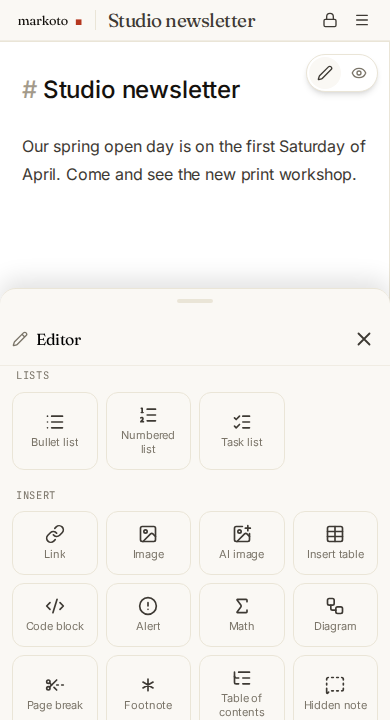 markoto
Studio newsletter
# Studio newsletter
Our spring open day is on the first Saturday of
April. Come and see the new print workshop.
Editor
LISTS
Bullet list
Numbered
list
Task list
INSERT
Link
Image
AI image
Insert table
Code block
Alert
Math
Diagram
Page break
Footnote
Table of
contents
Hidden note